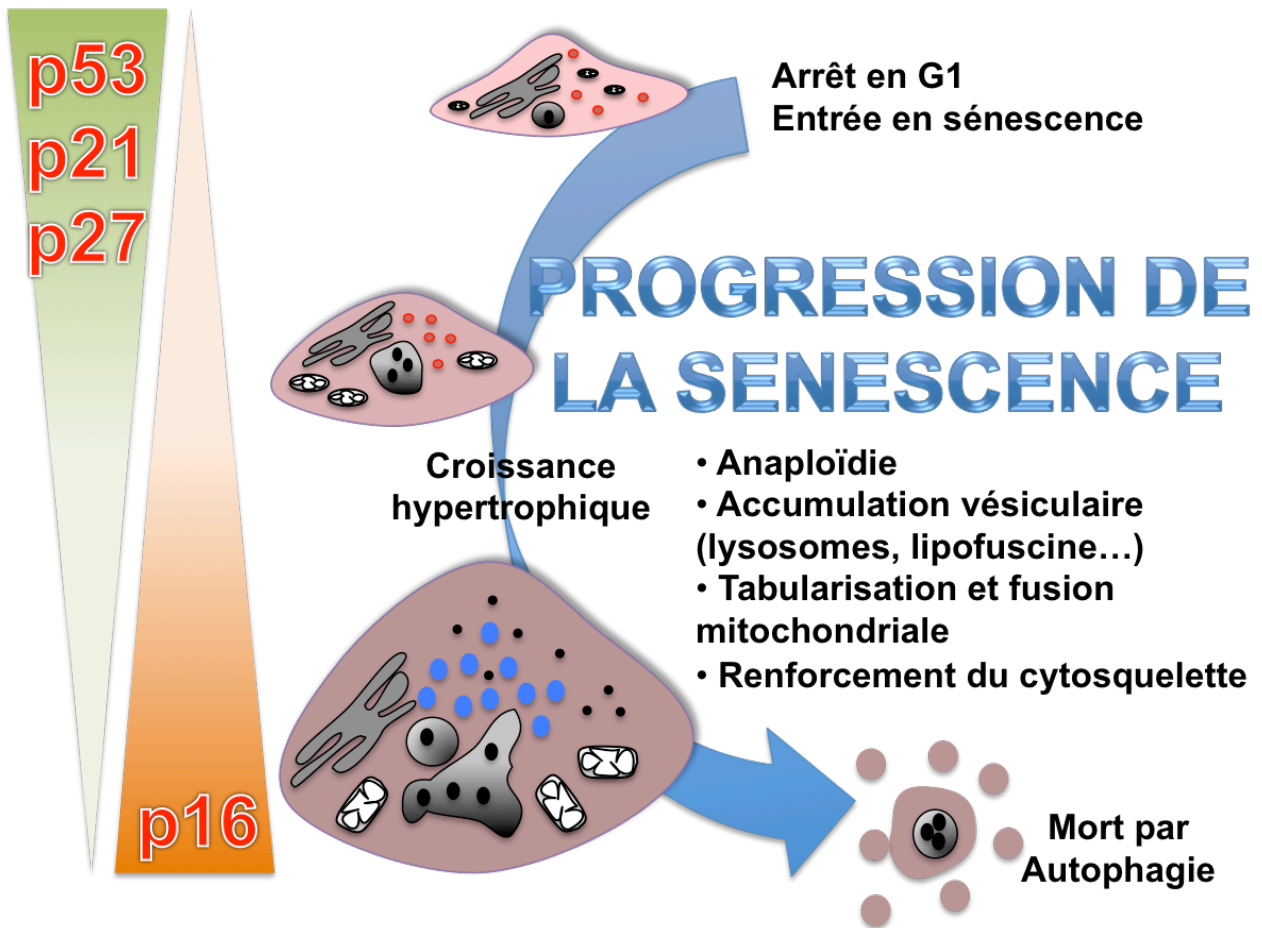 p53
p21
p27
p16
Arrêt en G1
Entrée en sénescence
PROGRESSION DE
LA SENESCENCE
Croissance
hypertrophique
• Anaploïdie
• Accumulation vésiculaire
(lysosomes, lipofuscine…)
• Tabularisation et fusion
mitochondriale
• Renforcement du cytosquelette
Mort par
Autophagie